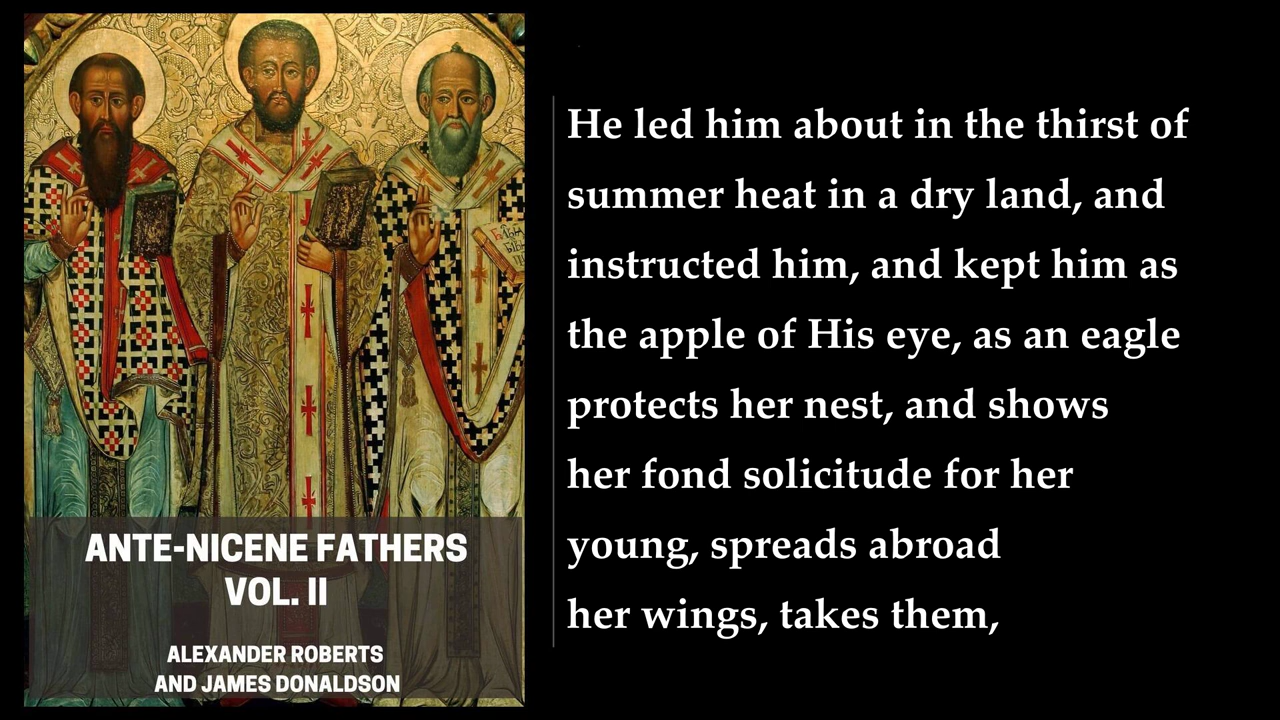 ANTE-NICENE FATHERS
VOL. II
ALEXANDER ROBERTS
AND JAMES DONALDSON
He led him about in the thirst of
summer heat in a dry land, and
instructed him, and kept him as
the apple of His eye, as an eagle
protects her nest, and shows
her fond solicitude for her
young, spreads abroad
her wings, takes them,